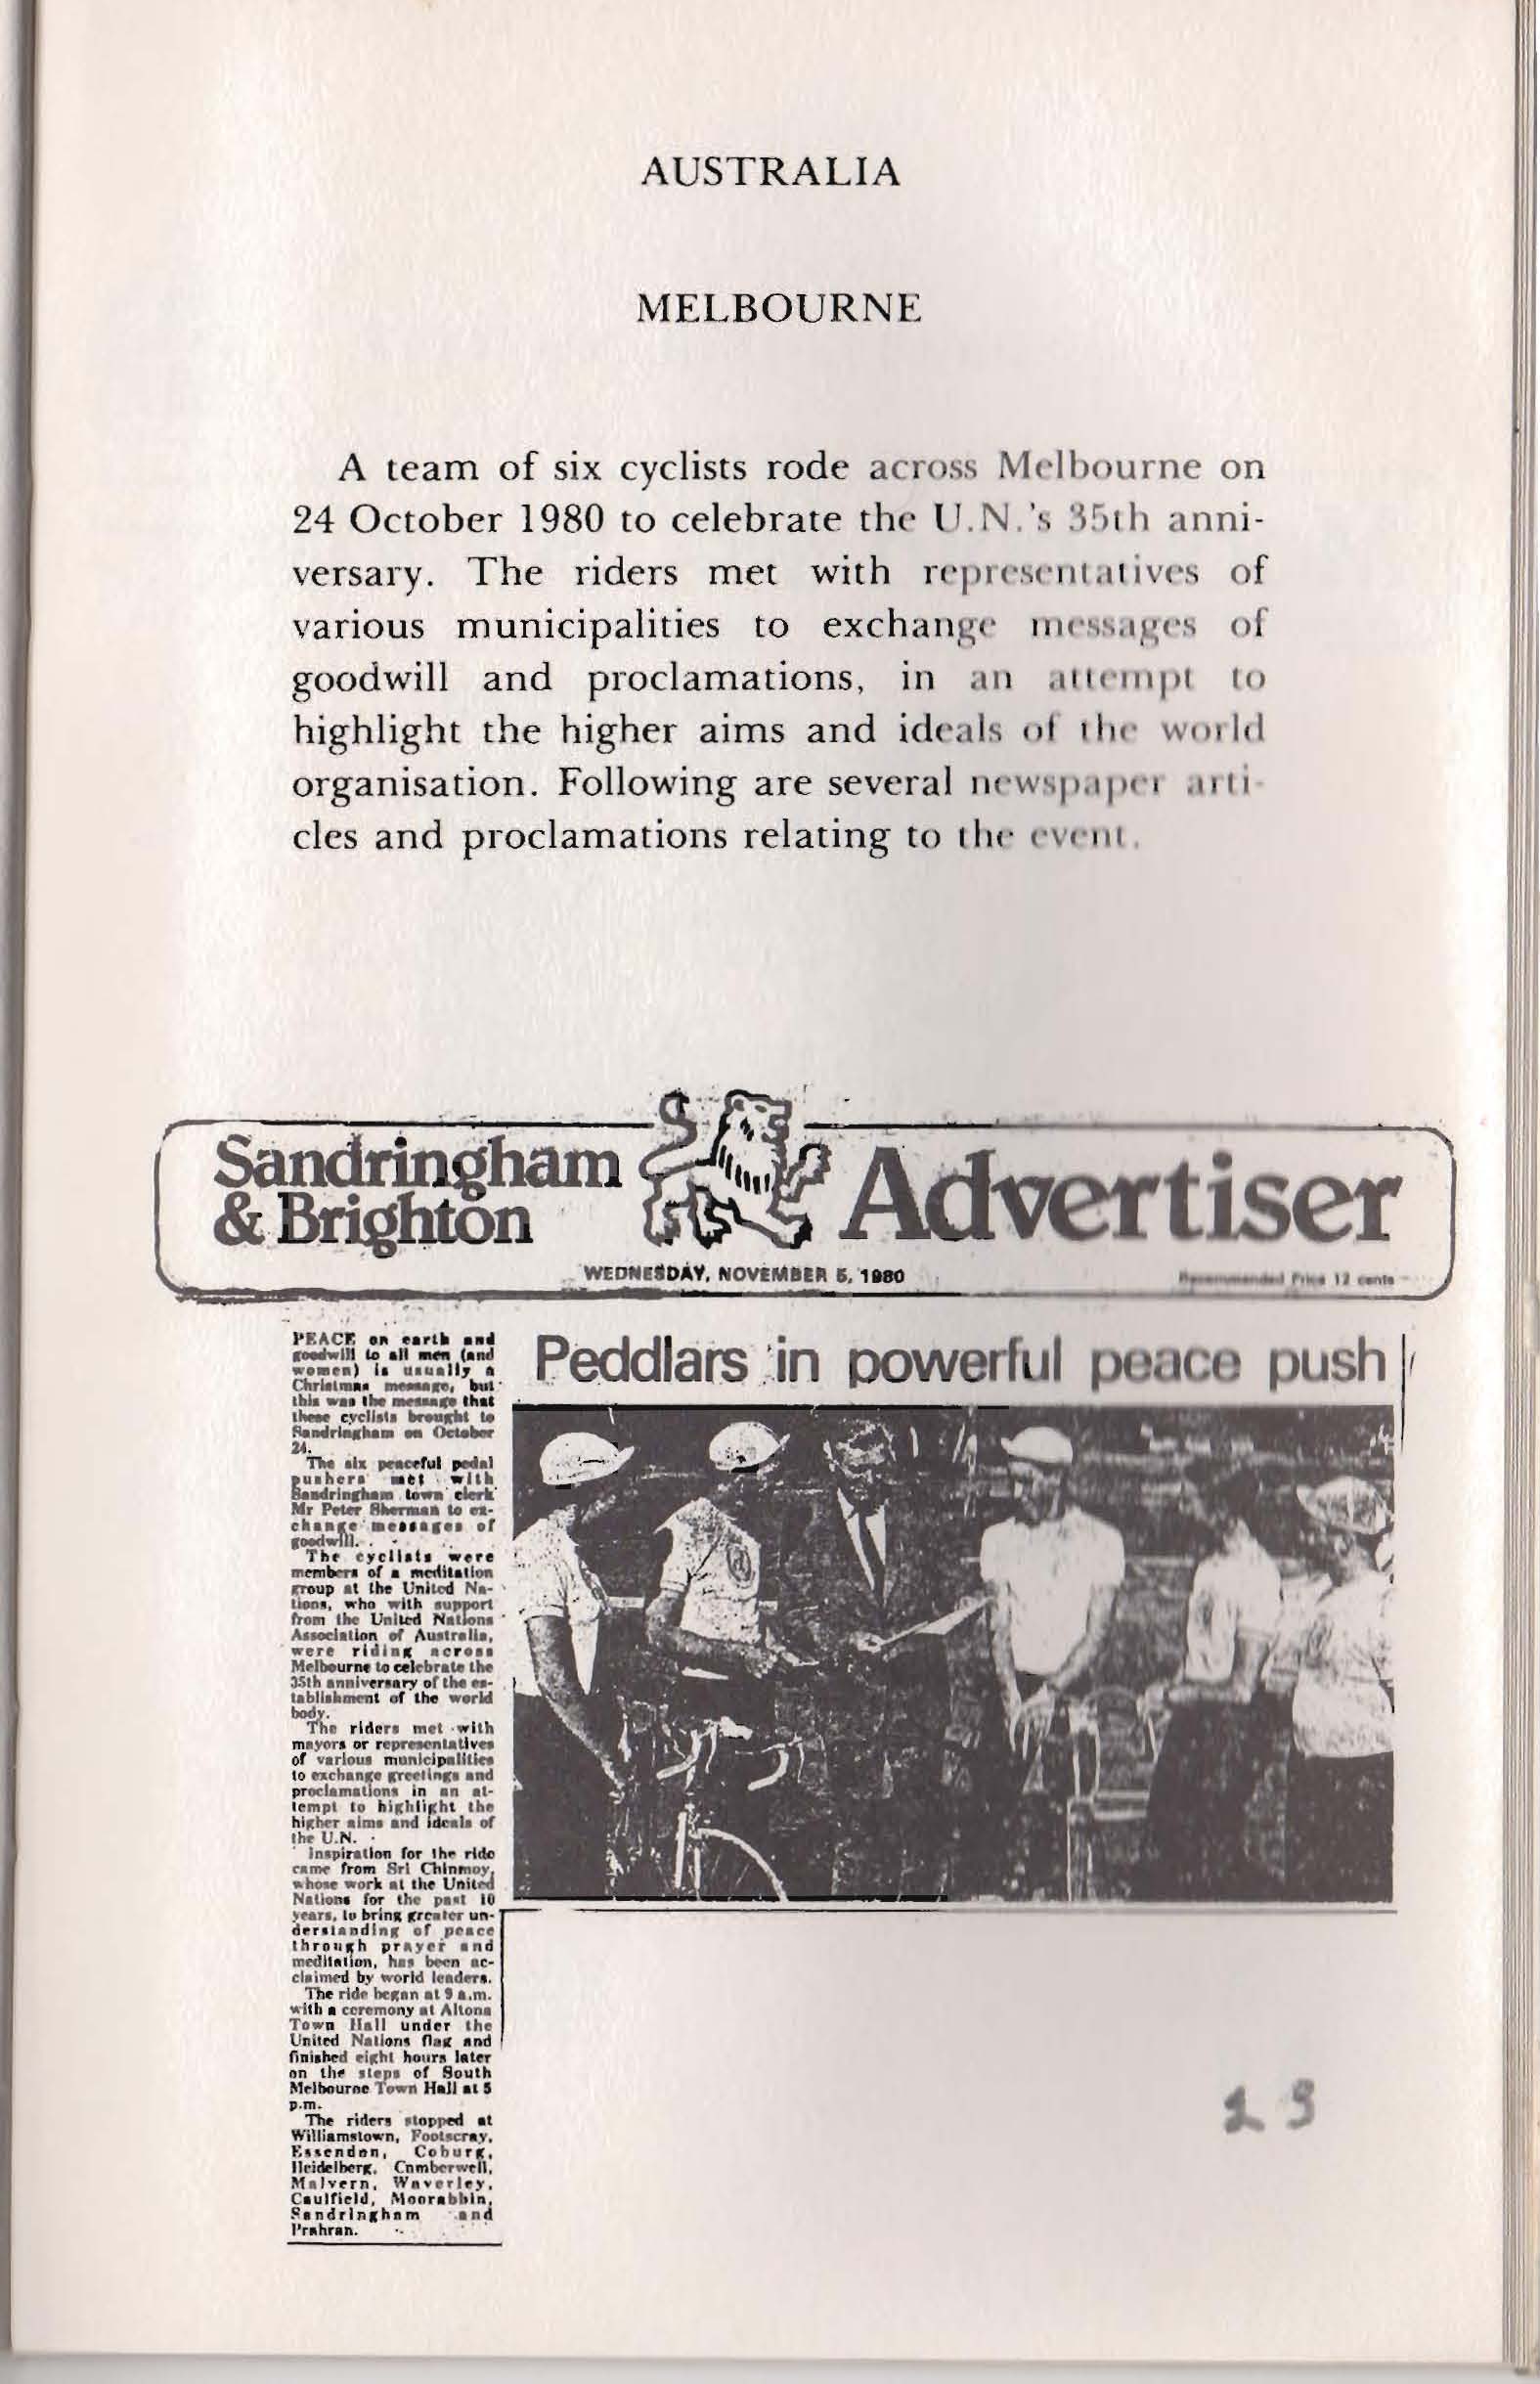 AUSTRALIA
MELBOURNE
A team of six cyclists rode across Melbourne on
24 October 1980 to celebrate the U.N.'s 35th anni-
versary. The riders met with representatives of
various municipalities to exchange messages of
goodwill and proclamations, in an attempt to
highlight the higher aims and ideals of the world
organisation. Following are several newspaper arti-
cles and proclamations relating to the event.
Sandringham
& Brighton
Advertiser
WEDNESDAY, NOVEMBER 5, 1980
Recommended Price 12 cents
Peddlars in powerful peace push
PEACE on earth and
goodwill to all men (and
women) is usually a
Christmas message, but
this was the message that
these cyclists brought to
Sandringham on October
24.
The six peaceful pedal
pushers met with
Sandringham town clerk
Mr Peter Sherman to ex-
change messages of
goodwill.
The cyclists were
members of a meditation
group at the United Na-
tions, who with support
from the United Nations
Association of Australia,
were riding across
Melbourne to celebrate the
35th anniversary of the es-
tablishment of the world
body.
The riders met with
mayors or representatives
of various municipalities
to exchange greetings and
proclamations in an at-
tempt to highlight the
higher aims and ideals of
the U.N.
Inspiration for the ride
came from Sri Chinmoy,
whose work at the United
Nations for the past 10
years, to bring greater un-
derstanding of peace
through prayer and
meditation, has been ac-
claimed by world leaders.
The ride began at 9 a.m.
with a ceremony at Altona
Town Hall under the
United Nations flag and
finished eight hours later
on the steps of South
Melbourne Town Hall at 5
p.m.
The riders stopped at
Williamstown, Footscray,
Essendon, Coburg,
Heidelberg, Camberwell,
Malvern, Waverley,
Caulfield, Moorabbin,
Sandringham and
Prahran.